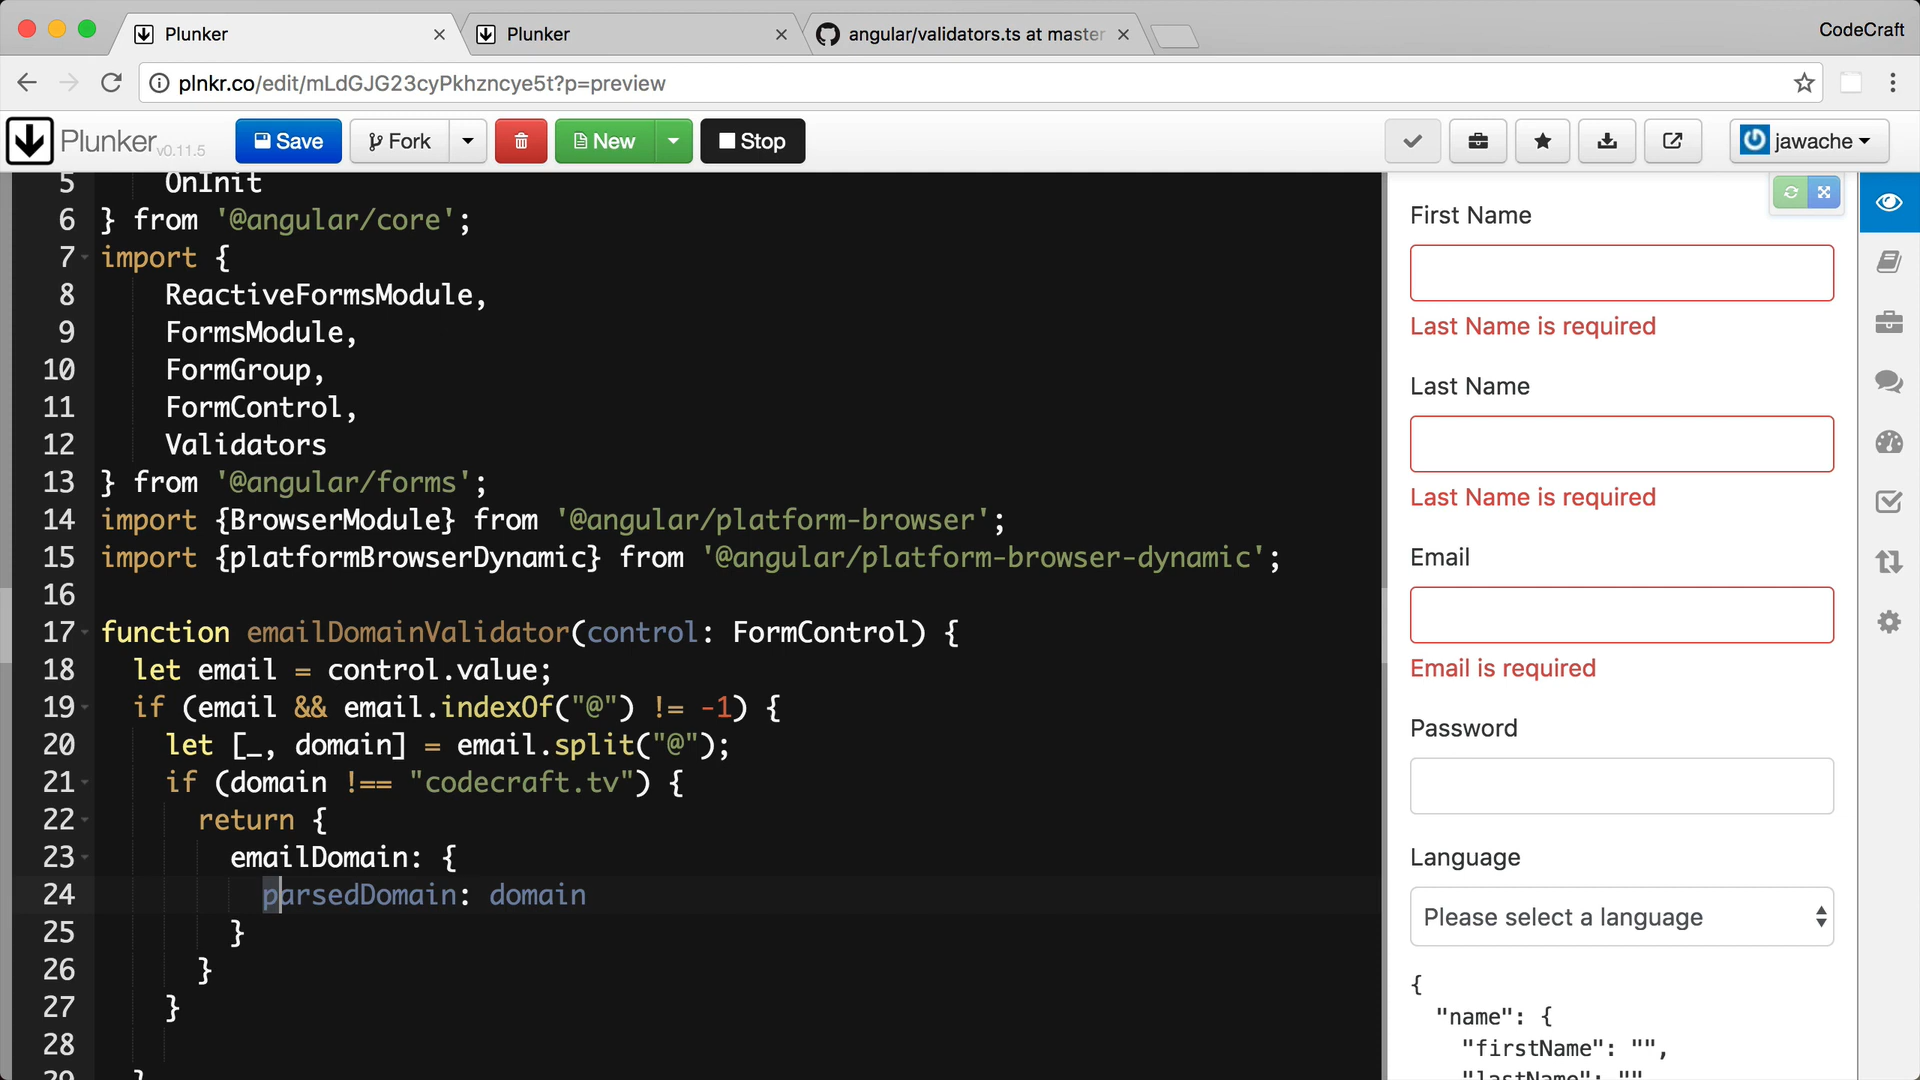 Plunker
Plunker
angular/validators.ts at master
CodeCraft
plnkr.co/edit/mLdGJG23cyPkhzncye5t?p=preview
Plunker v0.11.5
Save
Fork
New
Stop
jawache
5 OnInit
6 } from '@angular/core';
7 import {
8 ReactiveFormsModule,
9 FormsModule,
10 FormGroup,
11 FormControl,
12 Validators
13 } from '@angular/forms';
14 import {BrowserModule} from '@angular/platform-browser';
15 import {platformBrowserDynamic} from '@angular/platform-browser-dynamic';
16
17 function emailDomainValidator(control: FormControl) {
18 let email = control.value;
19 if (email && email.indexOf("@") != -1) {
20 let [_, domain] = email.split("@");
21 if (domain !== "codecraft.tv") {
22 return {
23 emailDomain: {
24 parsedDomain: domain
25 }
26 }
27 }
28
29 }
First Name
Last Name is required
Last Name
Last Name is required
Email
Email is required
Password
Language
Please select a language
{
"name": {
"firstName": "",
"lastName": ""